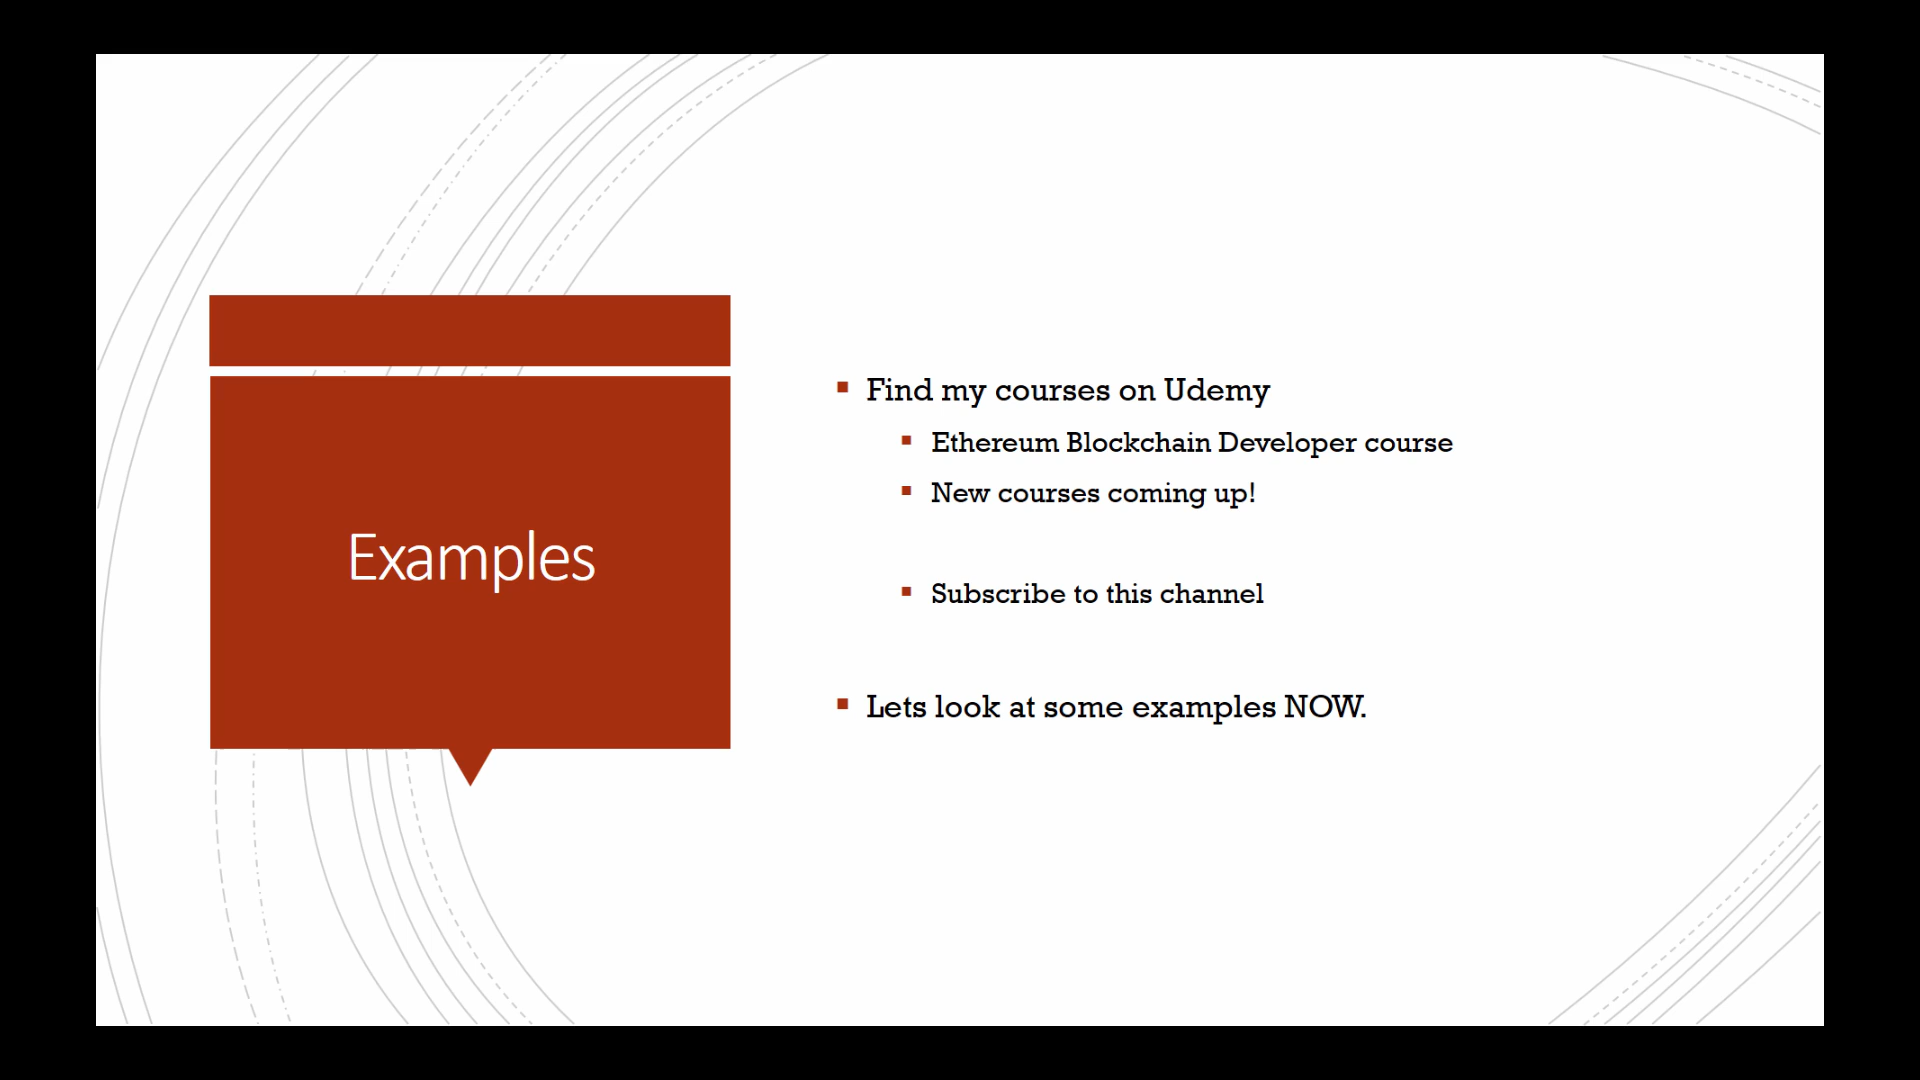 Examples
Find my courses on Udemy
Ethereum Blockchain Developer course
New courses coming up!
Subscribe to this channel
Lets look at some examples NOW.